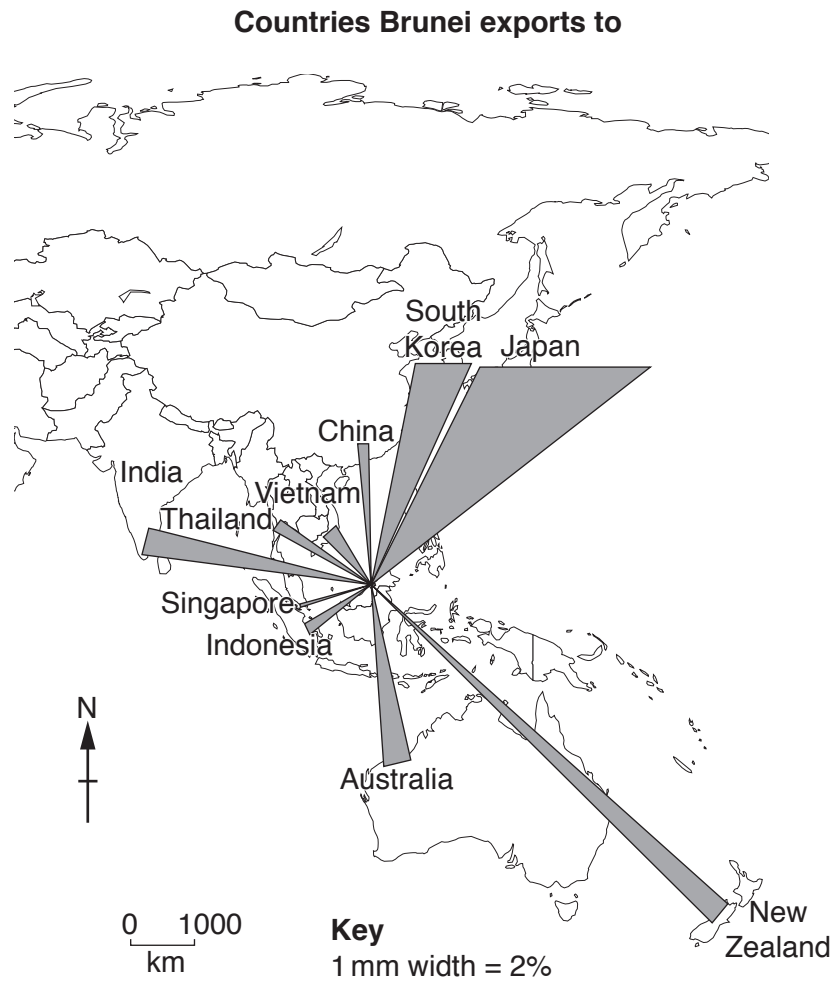 Countries Brunei exports to
South
Korea
Japan
China
India
Vietnam
Thailand
Singapore
Indonesia
N
Australia
0 1000
km
Key
1 mm width = 2%
New
Zealand